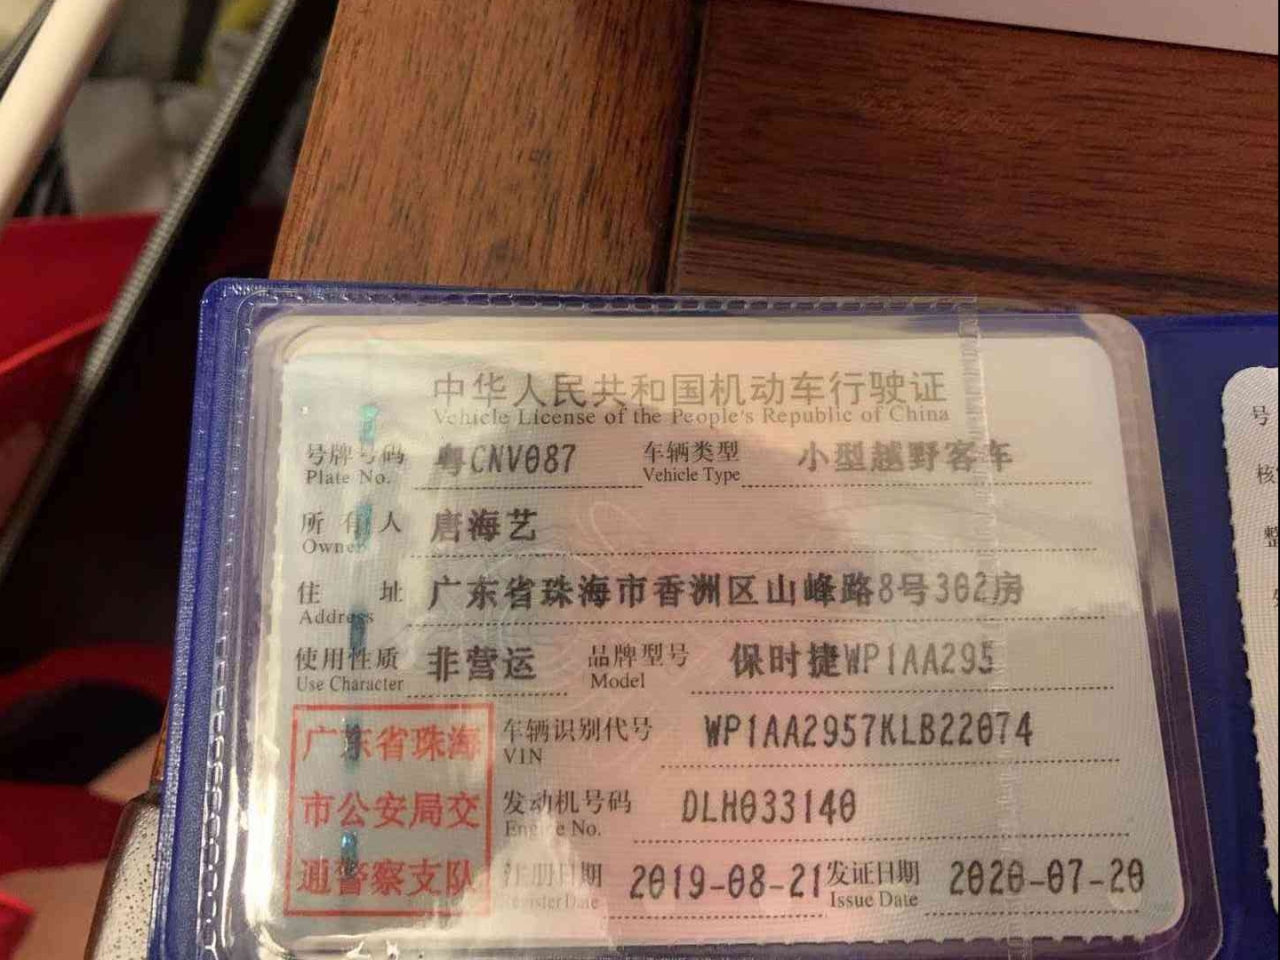 中华人民共和国机动车行驶证
Vehicle License of the People's Republic of China
号牌号码 粤CNV087 车辆类型 小型越野客车
Plate No. Vehicle Type
所有人 唐海艺
Owner
住址 广东省珠海市香洲区山峰路8号302房
Address
使用性质 非营运 品牌型号 保时捷WP1AA295
Use Character Model
车辆识别代号 WP1AA2957KLB22074
VIN
发动机号码 DLH033140
Engine No.
注册日期 2019-08-21 发证日期 2020-07-20
Register Date Issue Date
广东省珠海
市公安局交
通警察支队
号
核
整